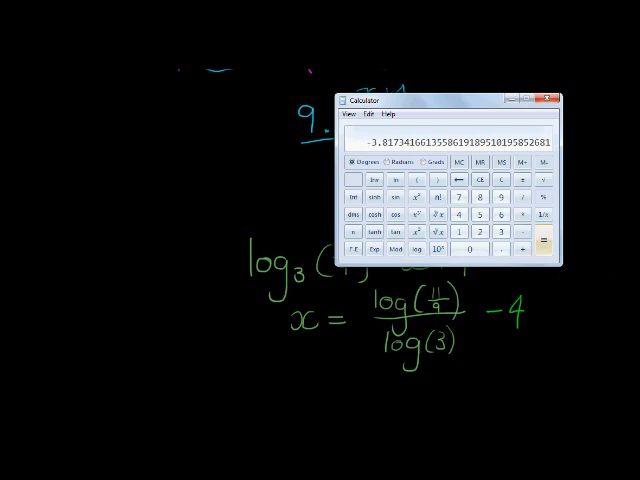 9.
Calculator
View Edit Help
-3.8173416613558619189510195852681
Degrees Radians Grads MC MR MS M+ M-
Inv ln ( ) ← CE C ± √
Int sinh sin x² n! 7 8 9 / %
dms cosh cos xʸ ʸ√x 4 5 6 * 1/x
π tanh tan x³ ³√x 1 2 3 - =
F-E Exp Mod log 10ˣ 0 . +
log₃ (
x = log(11/9) / log(3) - 4